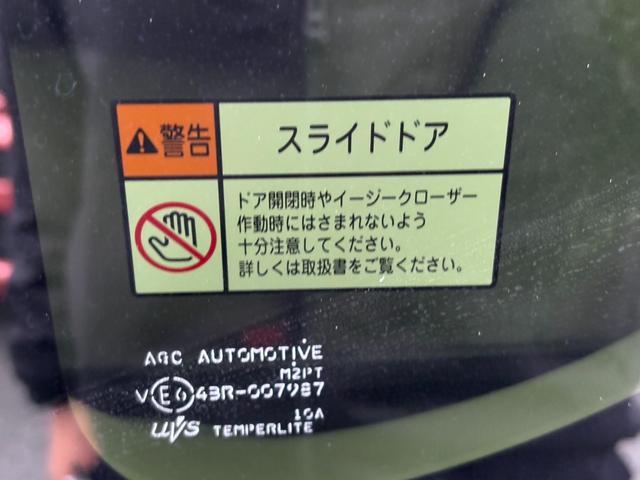 警告
スライドドア
ドア開閉時やイージークローザー
作動時にはさまれないよう
十分注意してください。
詳しくは取扱書をご覧ください。
AGC AUTOMOTIVE
M2PT
V E6 43R-007987
10A
UVS TEMPERLITE